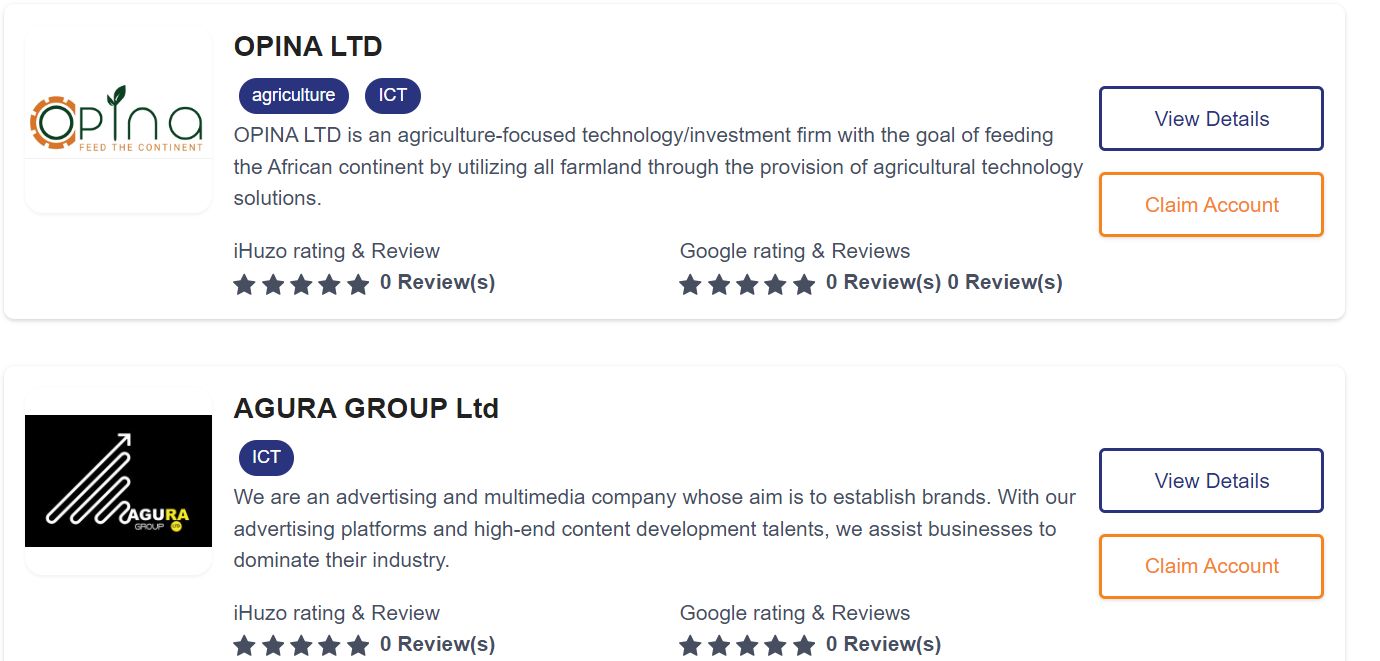 OPINA LTD
agriculture ICT
OPINA LTD is an agriculture-focused technology/investment firm with the goal of feeding
the African continent by utilizing all farmland through the provision of agricultural technology
solutions.
View Details
Claim Account
OPINA
FEED THE CONTINENT
iHuzo rating & Review
0 Review(s)
Google rating & Reviews
0 Review(s) 0 Review(s)
AGURA GROUP Ltd
ICT
We are an advertising and multimedia company whose aim is to establish brands. With our
advertising platforms and high-end content development talents, we assist businesses to
dominate their industry.
View Details
Claim Account
AGURA
GROUP
iHuzo rating & Review
0 Review(s)
Google rating & Reviews
0 Review(s)